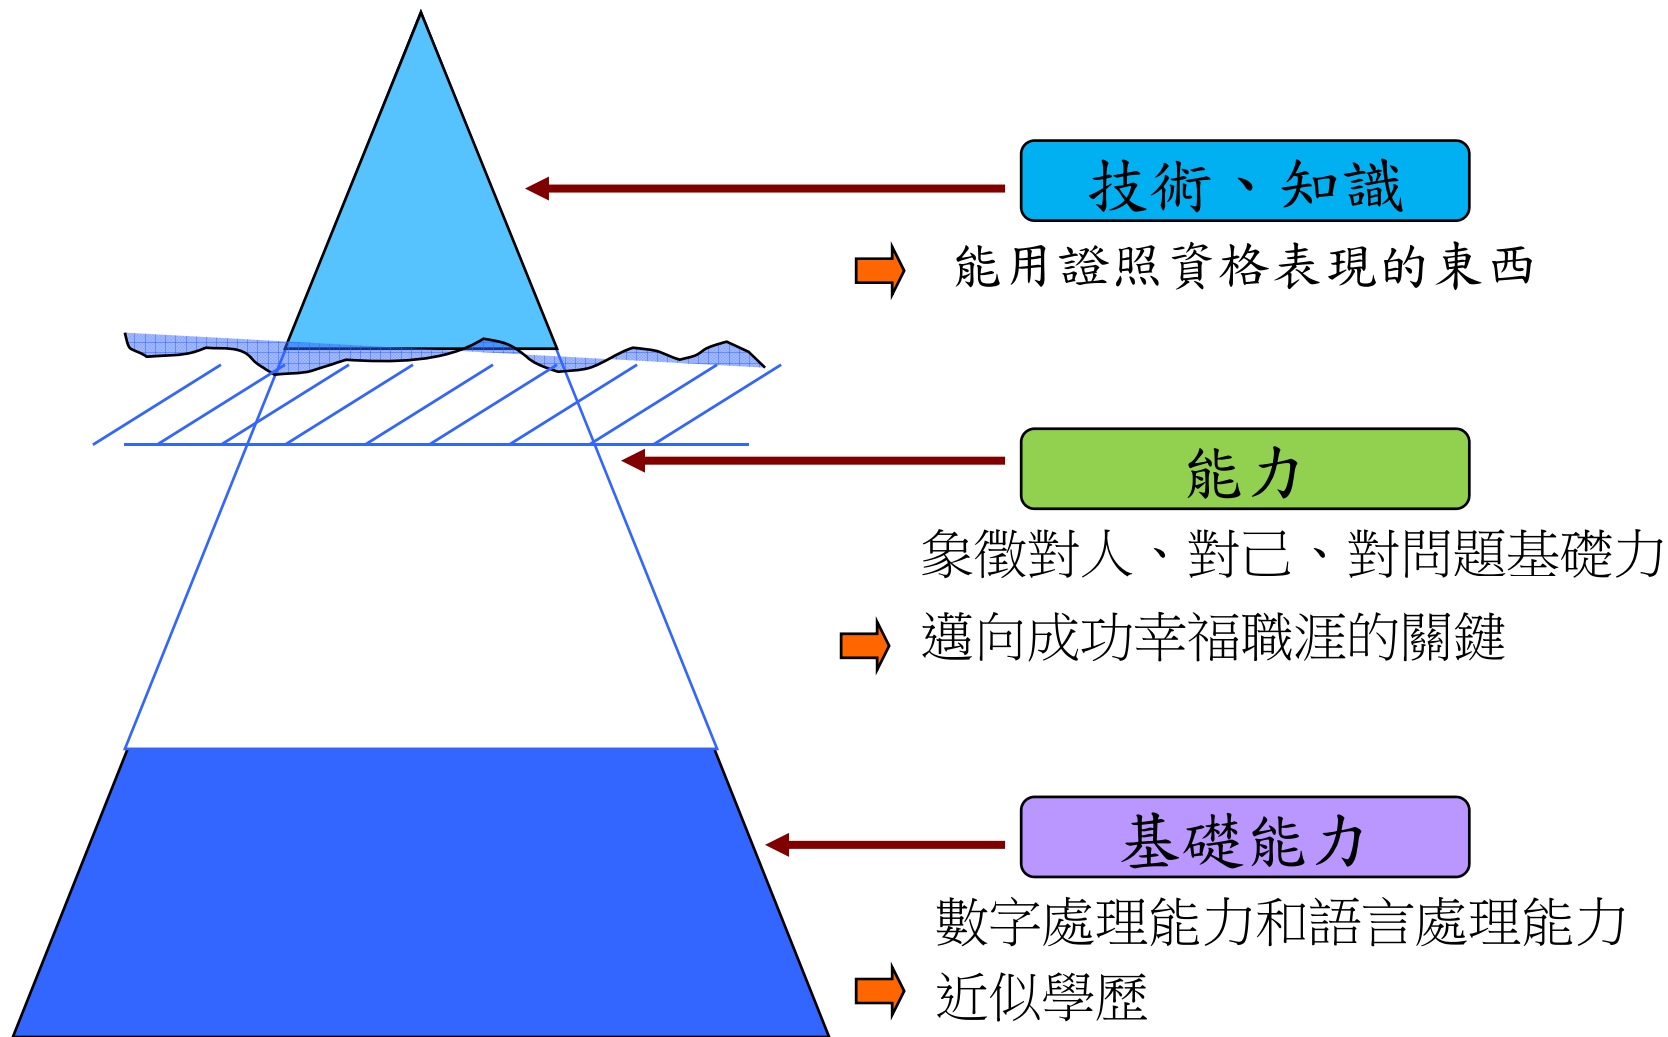 技術、知識
能用證照資格表現的東西
能力
象徵對人、對己、對問題基礎力
邁向成功幸福職涯的關鍵
基礎能力
數字處理能力和語言處理能力
近似學歷